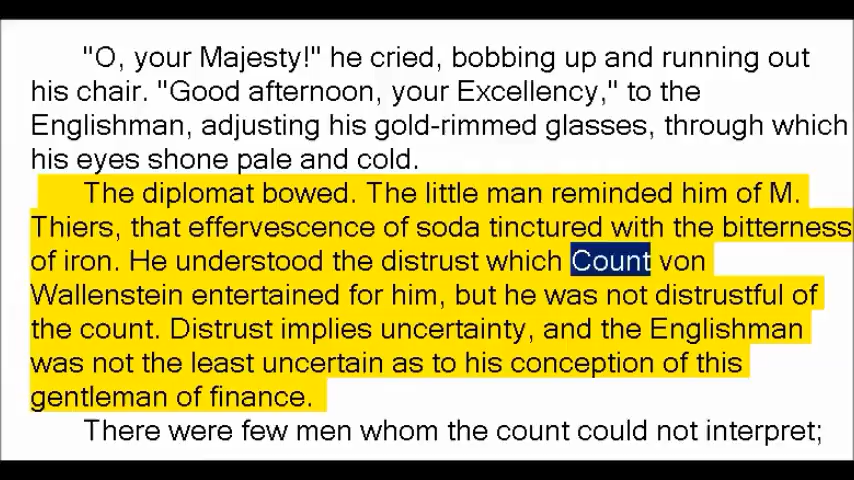 "O, your Majesty!" he cried, bobbing up and running out
his chair. "Good afternoon, your Excellency," to the
Englishman, adjusting his gold-rimmed glasses, through which
his eyes shone pale and cold.
The diplomat bowed. The little man reminded him of M.
Thiers, that effervescence of soda tinctured with the bitterness
of iron. He understood the distrust which Count von
Wallenstein entertained for him, but he was not distrustful of
the count. Distrust implies uncertainty, and the Englishman
was not the least uncertain as to his conception of this
gentleman of finance.
There were few men whom the count could not interpret;